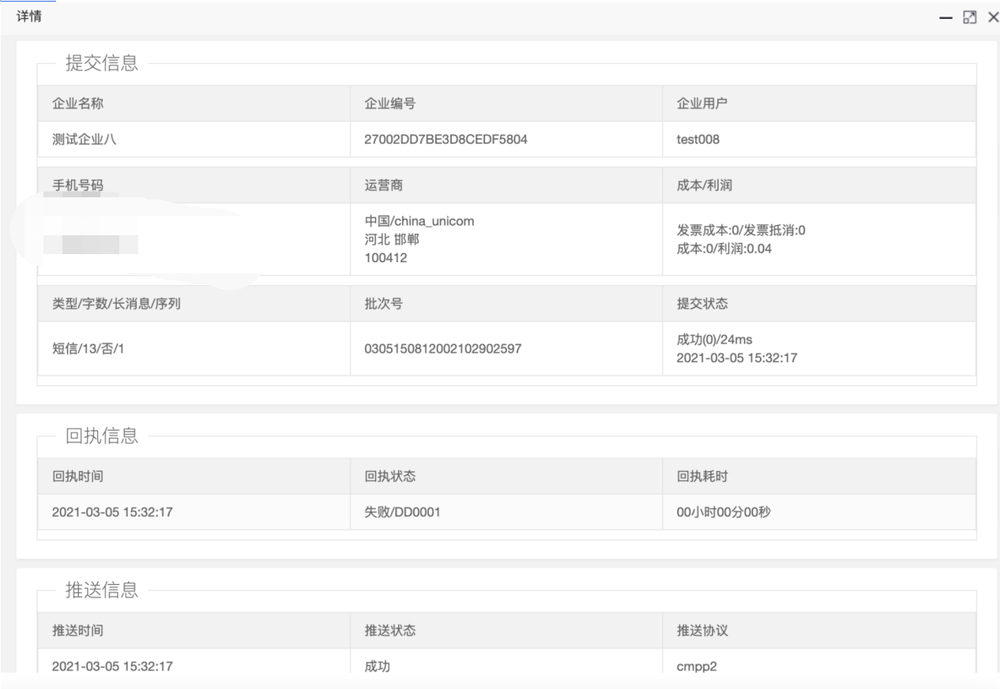 详情
提交信息
企业名称 企业编号 企业用户
测试企业八 27002DD7BE3D8CEDF5804 test008
手机号码 运营商 成本/利润
中国/china_unicom
河北 邯郸
100412
发票成本:0/发票抵消:0
成本:0/利润:0.04
类型/字数/长消息/序列 批次号 提交状态
短信/13/否/1 0305150812002102902597 成功(0)/24ms
2021-03-05 15:32:17
回执信息
回执时间 回执状态 回执耗时
2021-03-05 15:32:17 失败/DD0001 00小时00分00秒
推送信息
推送时间 推送状态 推送协议
2021-03-05 15:32:17 成功 cmpp2